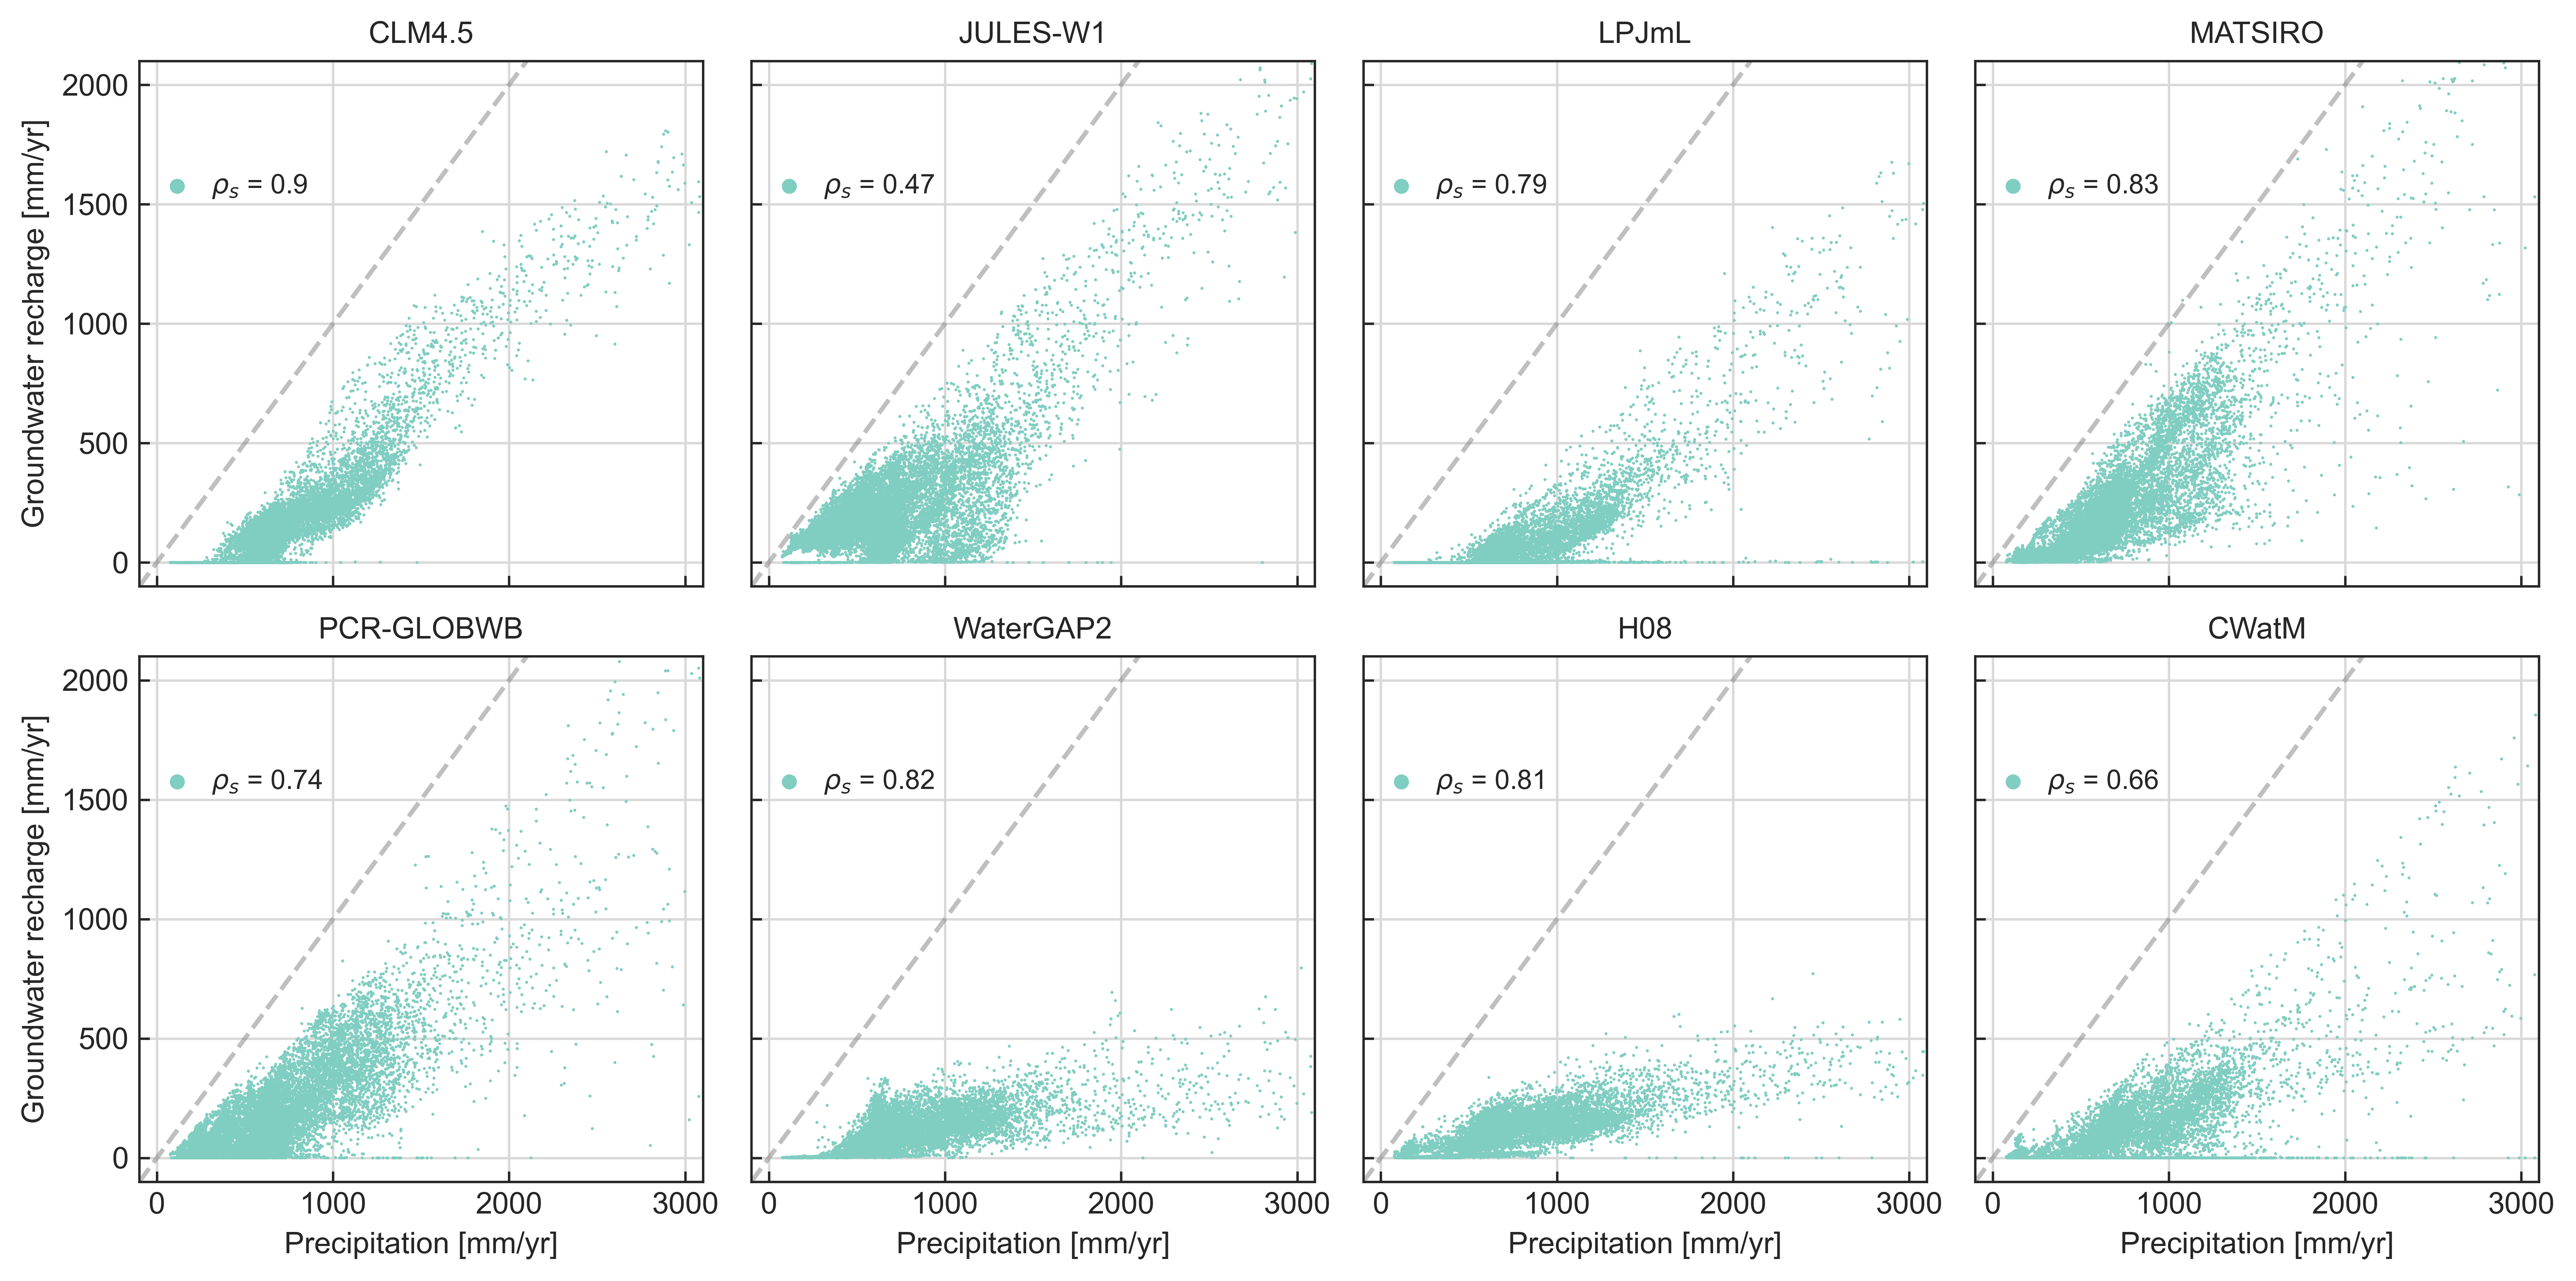 CLM4.5
JULES-W1
LPJmL
MATSIRO
Groundwater recharge [mm/yr]
2000
1500
1000
500
0
ρs = 0.9
ρs = 0.47
ρs = 0.79
ρs = 0.83
PCR-GLOBWB
WaterGAP2
H08
CWatM
Groundwater recharge [mm/yr]
2000
1500
1000
500
0
ρs = 0.74
ρs = 0.82
ρs = 0.81
ρs = 0.66
0 1000 2000 3000
0 1000 2000 3000
0 1000 2000 3000
0 1000 2000 3000
Precipitation [mm/yr]
Precipitation [mm/yr]
Precipitation [mm/yr]
Precipitation [mm/yr]